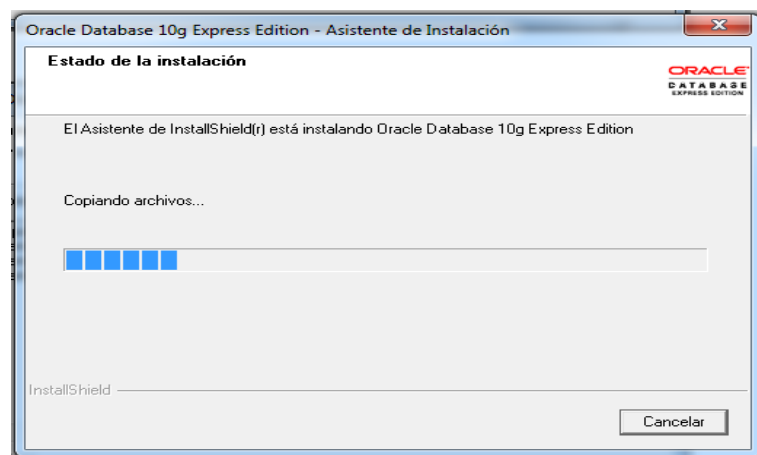 Oracle Database 10g Express Edition - Asistente de Instalación
Estado de la instalación
ORACLE
DATABASE
EXPRESS EDITION
El Asistente de InstallShield(r) está instalando Oracle Database 10g Express Edition
Copiando archivos...
InstallShield
Cancelar